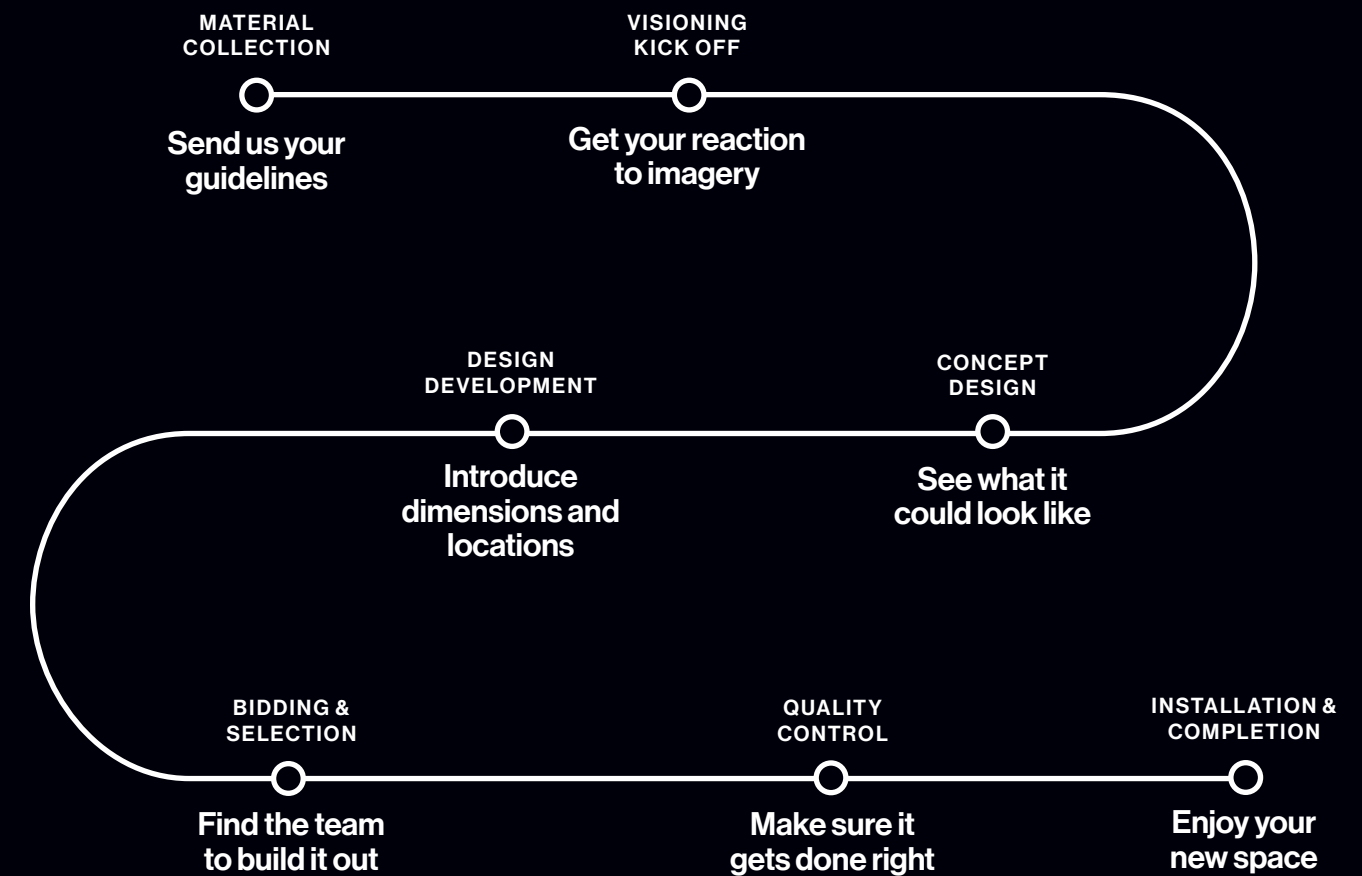 MATERIAL
COLLECTION
Send us your
guidelines
VISIONING
KICK OFF
Get your reaction
to imagery
CONCEPT
DESIGN
See what it
could look like
DESIGN
DEVELOPMENT
Introduce
dimensions and
locations
BIDDING &
SELECTION
Find the team
to build it out
QUALITY
CONTROL
Make sure it
gets done right
INSTALLATION &
COMPLETION
Enjoy your
new space